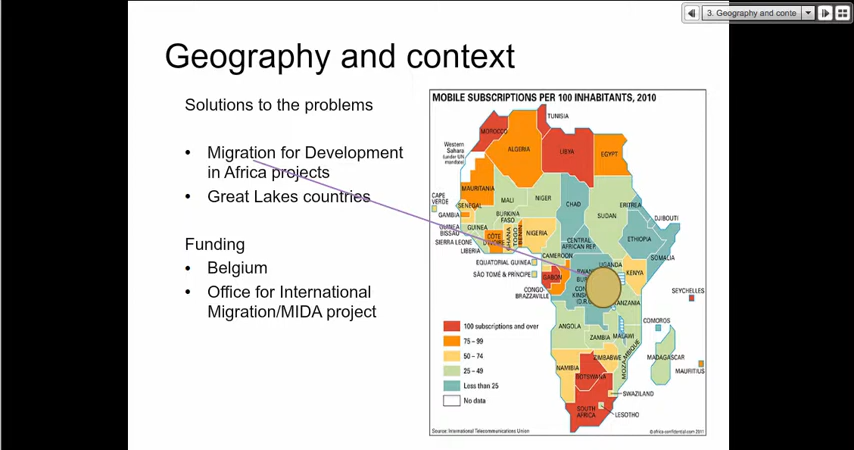 3. Geography and conte
Geography and context
Solutions to the problems
• Migration for Development
in Africa projects
• Great Lakes countries
Funding
• Belgium
• Office for International
Migration/MIDA project
MOBILE SUBSCRIPTIONS PER 100 INHABITANTS, 2010
TUNISIA
MOROCCO
ALGERIA
LIBYA
EGYPT
Western
Sahara
(under UN
mandate)
CAPE
VERDE
MAURITANIA
MALI
NIGER
CHAD
SUDAN
ERITREA
DJIBOUTI
SENEGAL
GAMBIA
GUINEA
BISSAU
GUINEA
BURKINA
FASO
SIERRA LEONE
LIBERIA
CÔTE
D'IVOIRE
GHANA
TOGO
BENIN
NIGERIA
CENTRAL
AFRICAN REP.
ETHIOPIA
SOMALIA
CAMEROON
EQUATORIAL GUINEA
SÃO TOMÉ & PRÍNCIPE
GABON
CONGO-
BRAZZAVILLE
UGANDA
KENYA
TANZANIA
SEYCHELLES
COMOROS
ANGOLA
ZAMBIA
MALAWI
MOZAMBIQUE
MADAGASCAR
MAURITIUS
ZIMBABWE
NAMIBIA
BOTSWANA
SWAZILAND
SOUTH
AFRICA
LESOTHO
100 subscriptions and over
75 – 99
50 – 74
25 – 49
Less than 25
No data
Source: International Telecommunications Union
© africa-confidential.com 2011